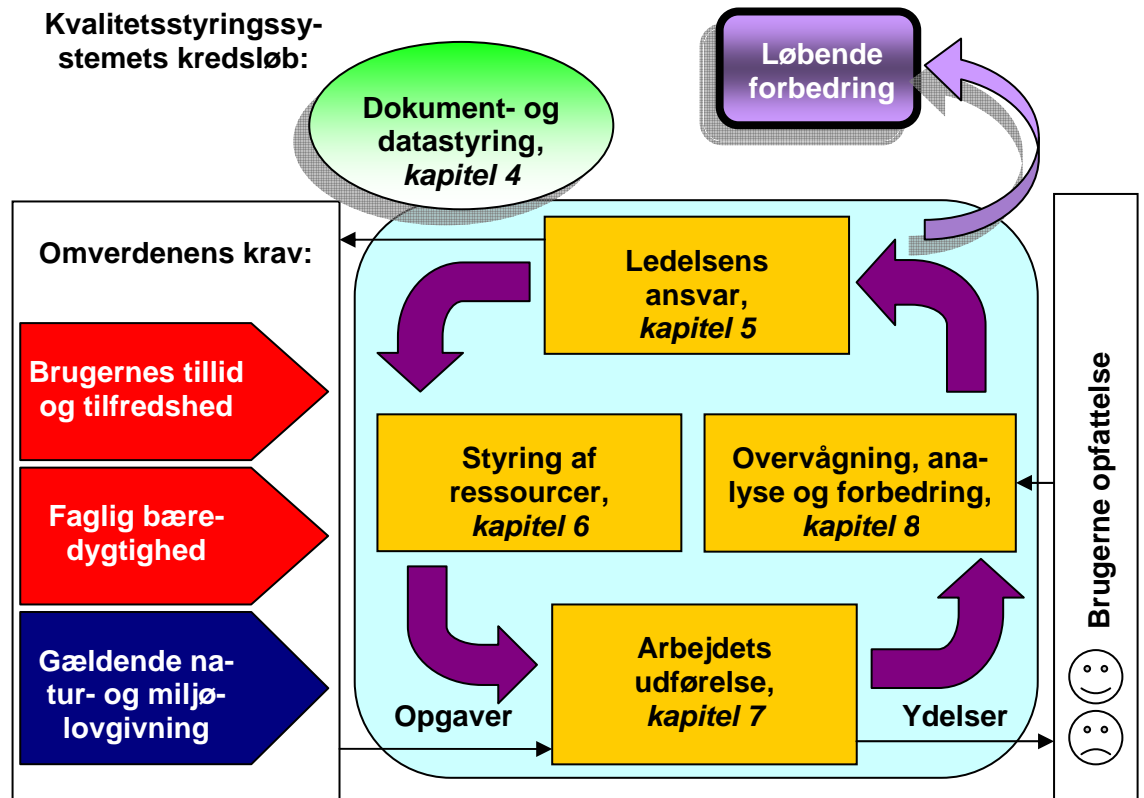 Kvalitetsstyringssy-
stemets kredsløb:
Løbende
forbedring
Dokument- og
datastyring,
kapitel 4
Omverdenens krav:
Ledelsens
ansvar,
kapitel 5
Brugernes tillid
og tilfredshed
Styring af
ressourcer,
kapitel 6
Overvågning, ana-
lyse og forbedring,
kapitel 8
Faglig bære-
dygtighed
Gældende na-
tur- og miljø-
lovgivning
Arbejdets
udførelse,
kapitel 7
Opgaver
Ydelser
Brugerne opfattelse